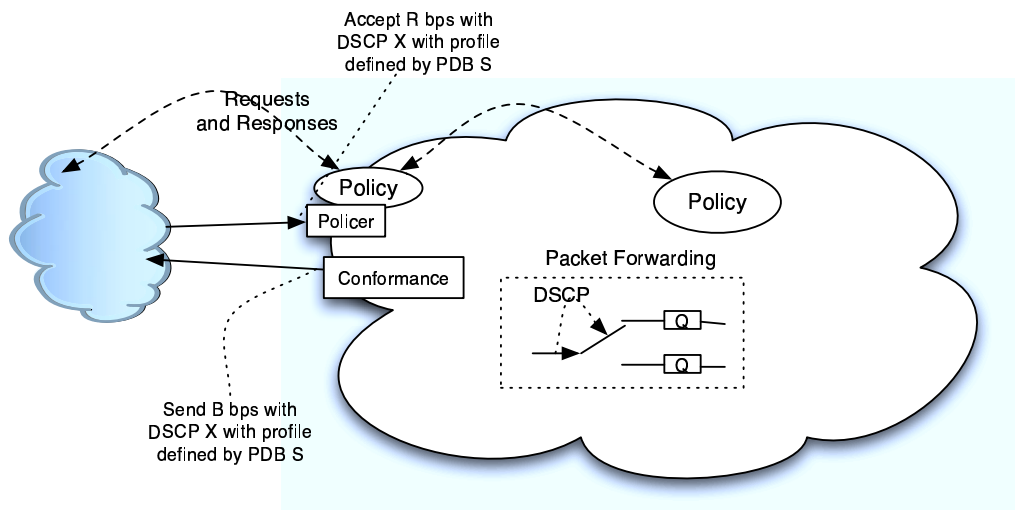 Accept R bps with
DSCP X with profile
defined by PDB S
Requests
and Responses
Policy
Policer
Conformance
Policy
Packet Forwarding
DSCP
Q
Q
Send B bps with
DSCP X with profile
defined by PDB S